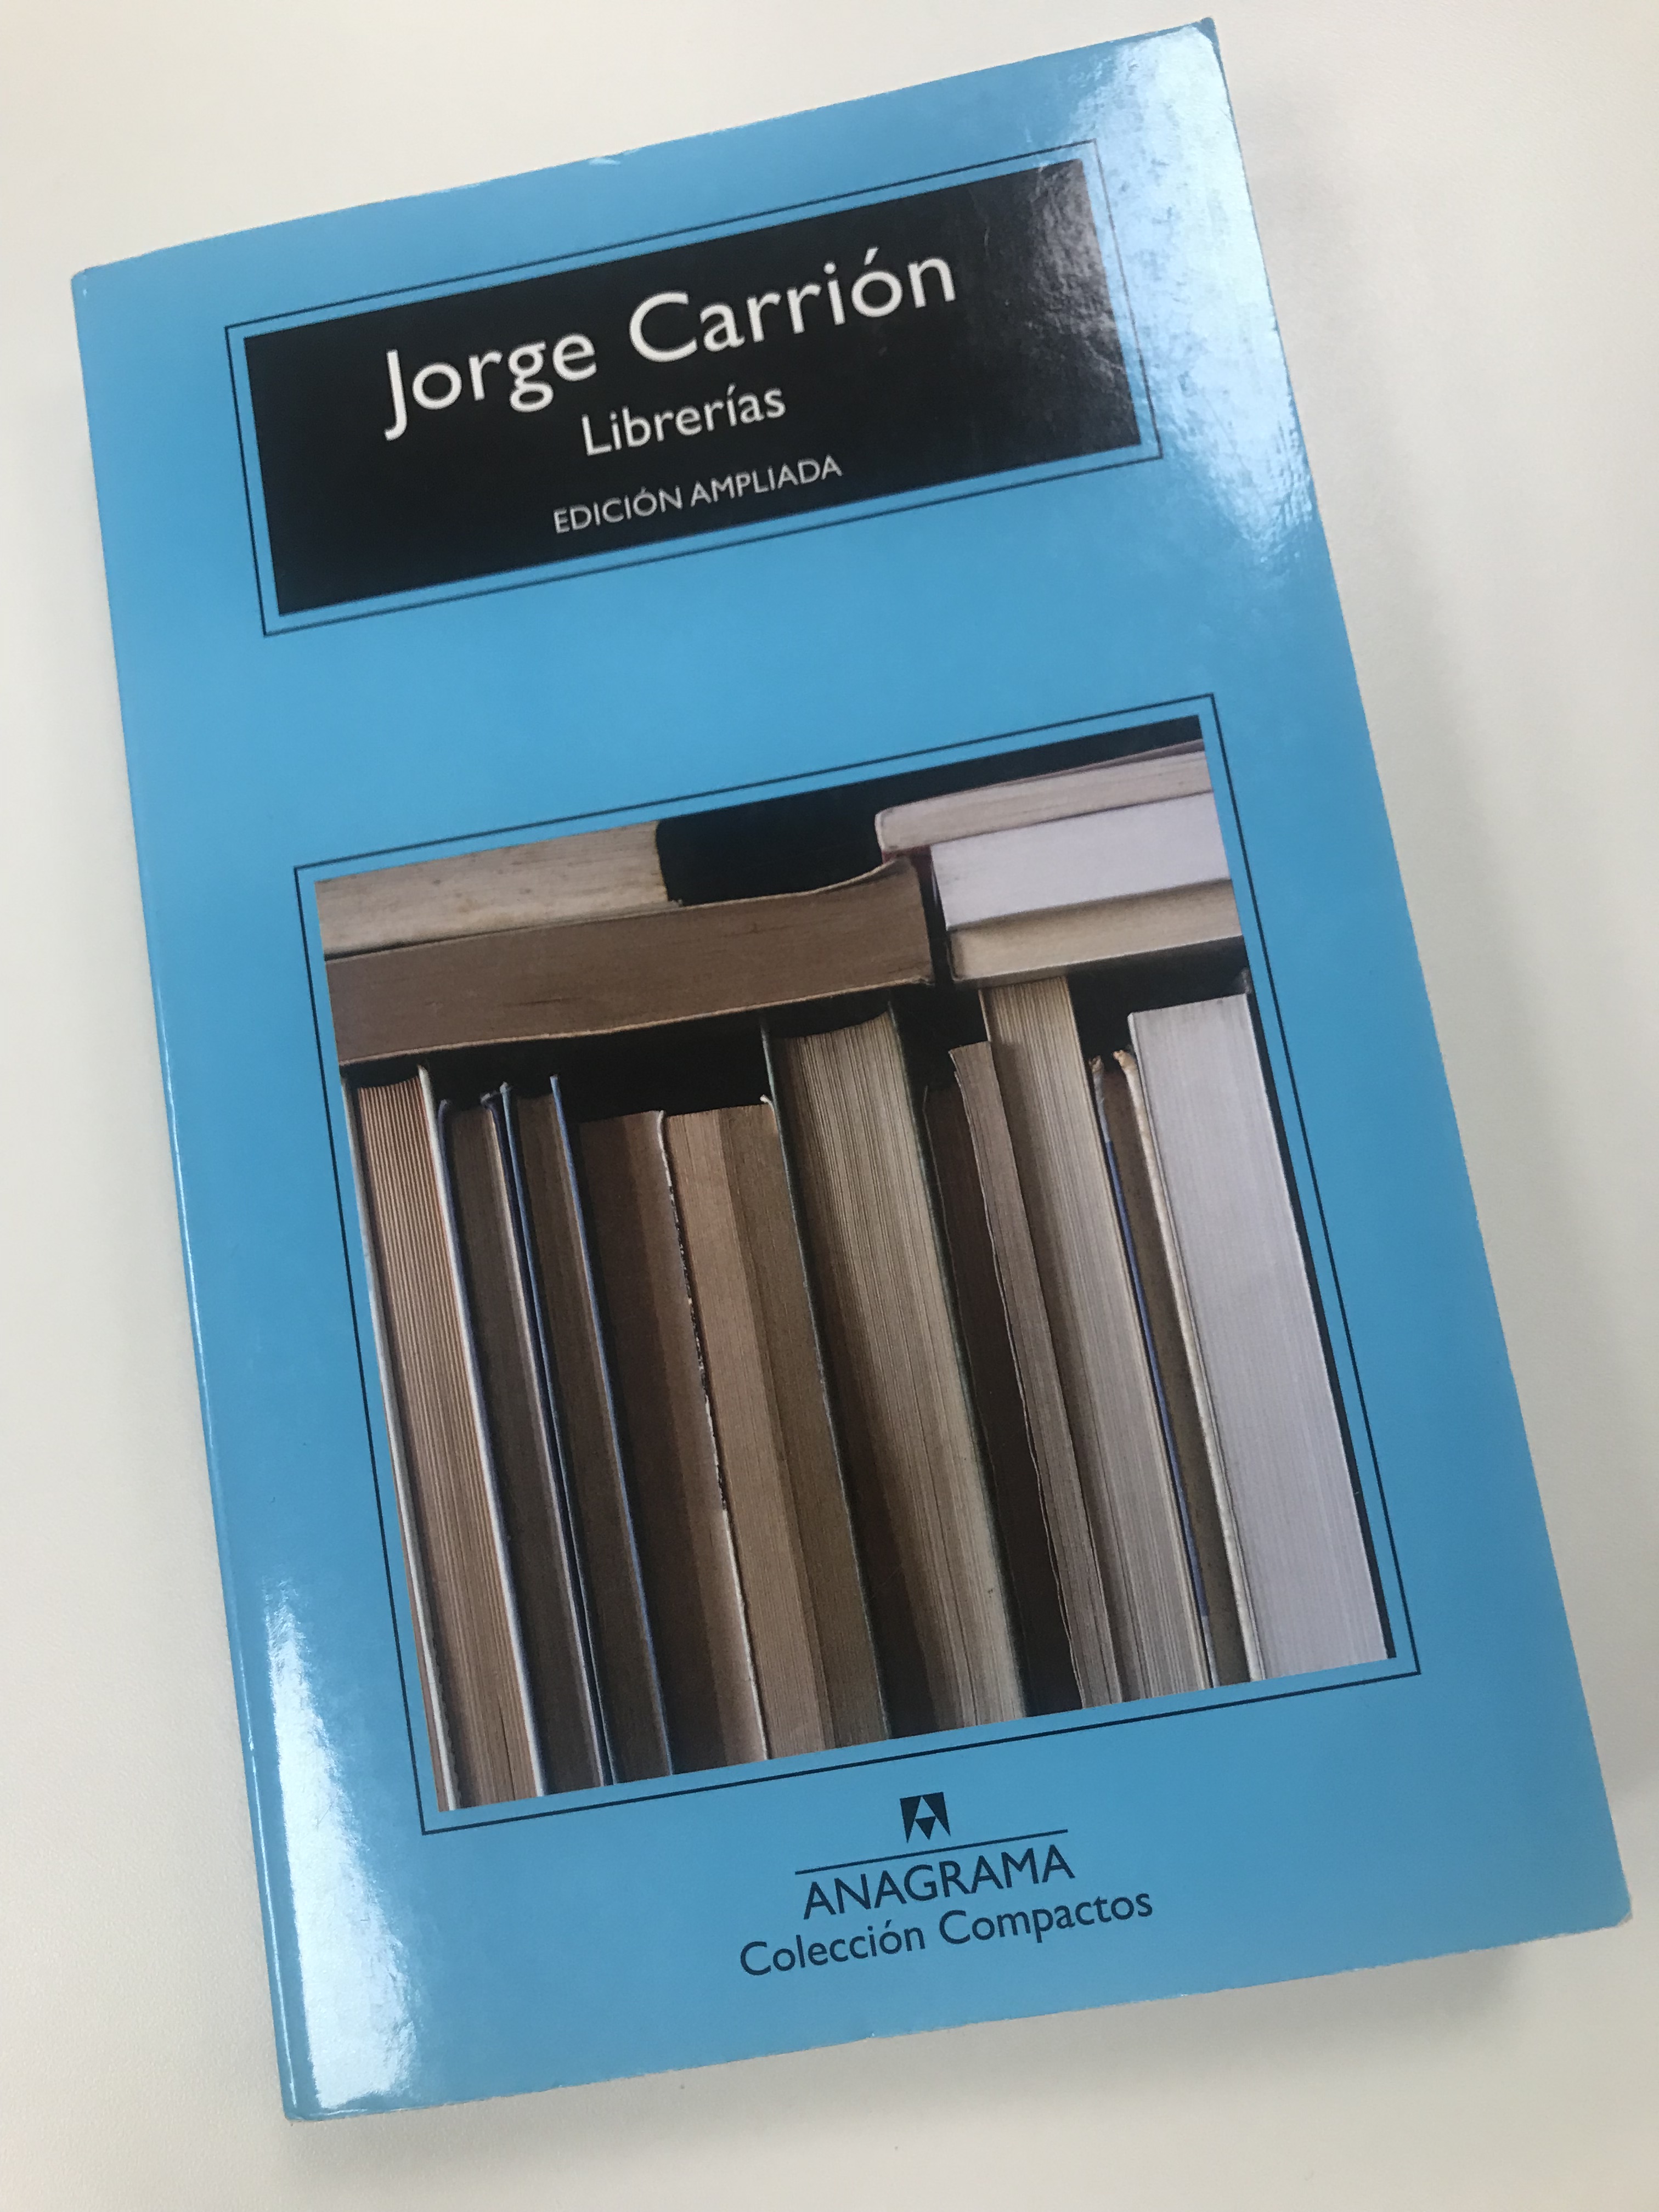 Jorge Carrión
Librerías
EDICIÓN AMPLIADA
ANAGRAMA
Colección Compactos